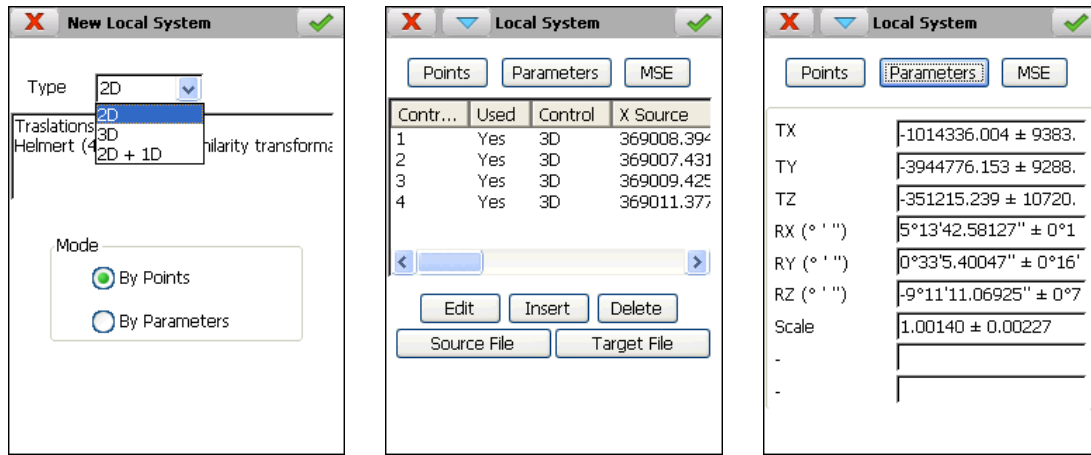 New Local System
Type 2D
2D
3D
2D + 1D
Traslations
Helmert (4 nilarity transforma
Mode
By Points
By Parameters
Local System
Points Parameters MSE
Contr... Used Control X Source
1 Yes 3D 369008.394
2 Yes 3D 369007.431
3 Yes 3D 369009.425
4 Yes 3D 369011.377
Edit Insert Delete
Source File Target File
Local System
Points Parameters MSE
TX -1014336.004 ± 9383.
TY -3944776.153 ± 9288.
TZ -351215.239 ± 10720.
RX (° ' ") 5°13'42.58127" ± 0°1
RY (° ' ") 0°33'5.40047" ± 0°16'
RZ (° ' ") -9°11'11.06925" ± 0°7
Scale 1.00140 ± 0.00227
-
-